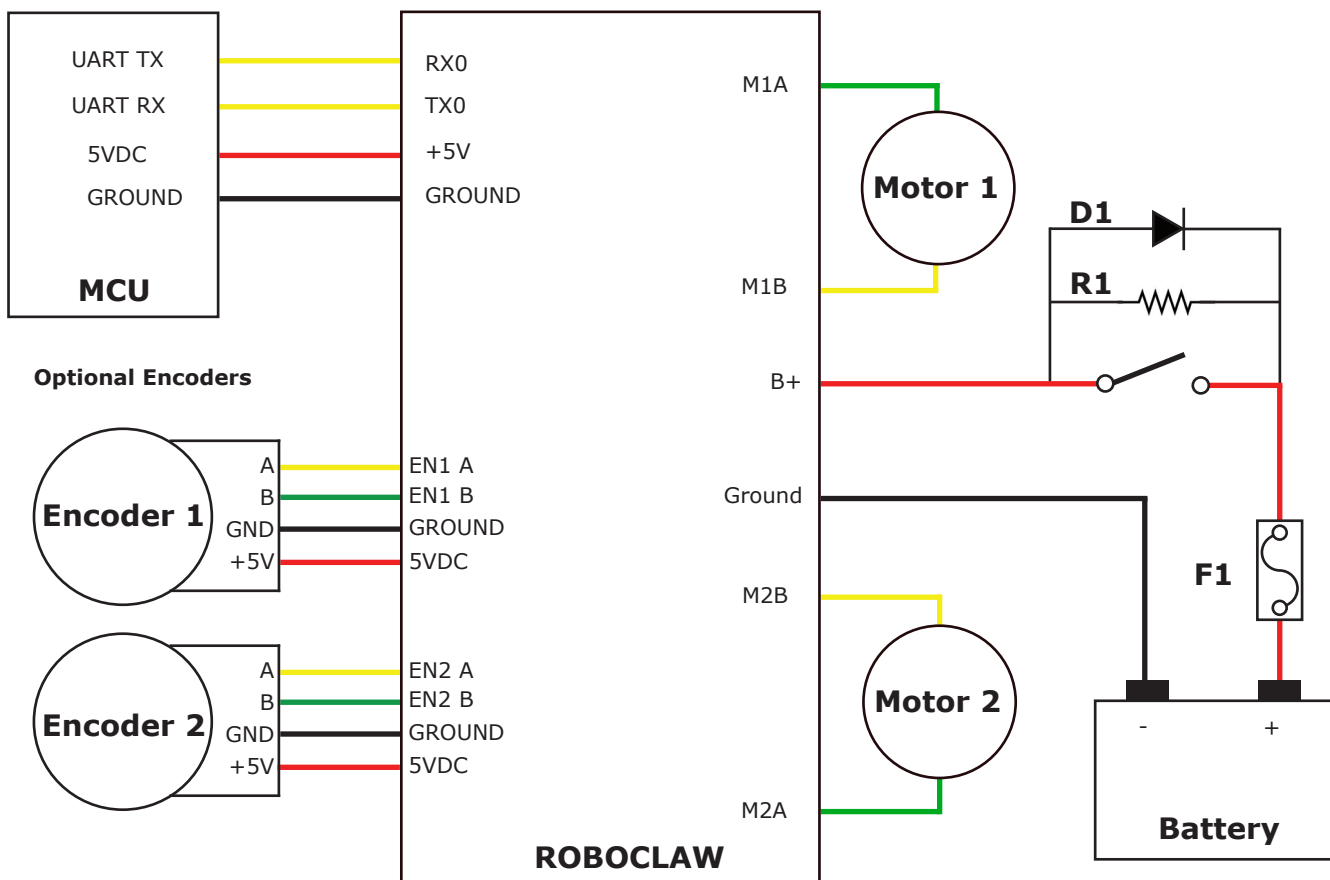 UART TX
UART RX
5VDC
GROUND
MCU
RX0
TX0
+5V
GROUND
Optional Encoders
A
B
GND
+5V
Encoder 1
EN1 A
EN1 B
GROUND
5VDC
A
B
GND
+5V
Encoder 2
EN2 A
EN2 B
GROUND
5VDC
ROBOCLAW
M1A
M1B
B+
Ground
M2B
M2A
Motor 1
Motor 2
D1
R1
F1
-
+
Battery